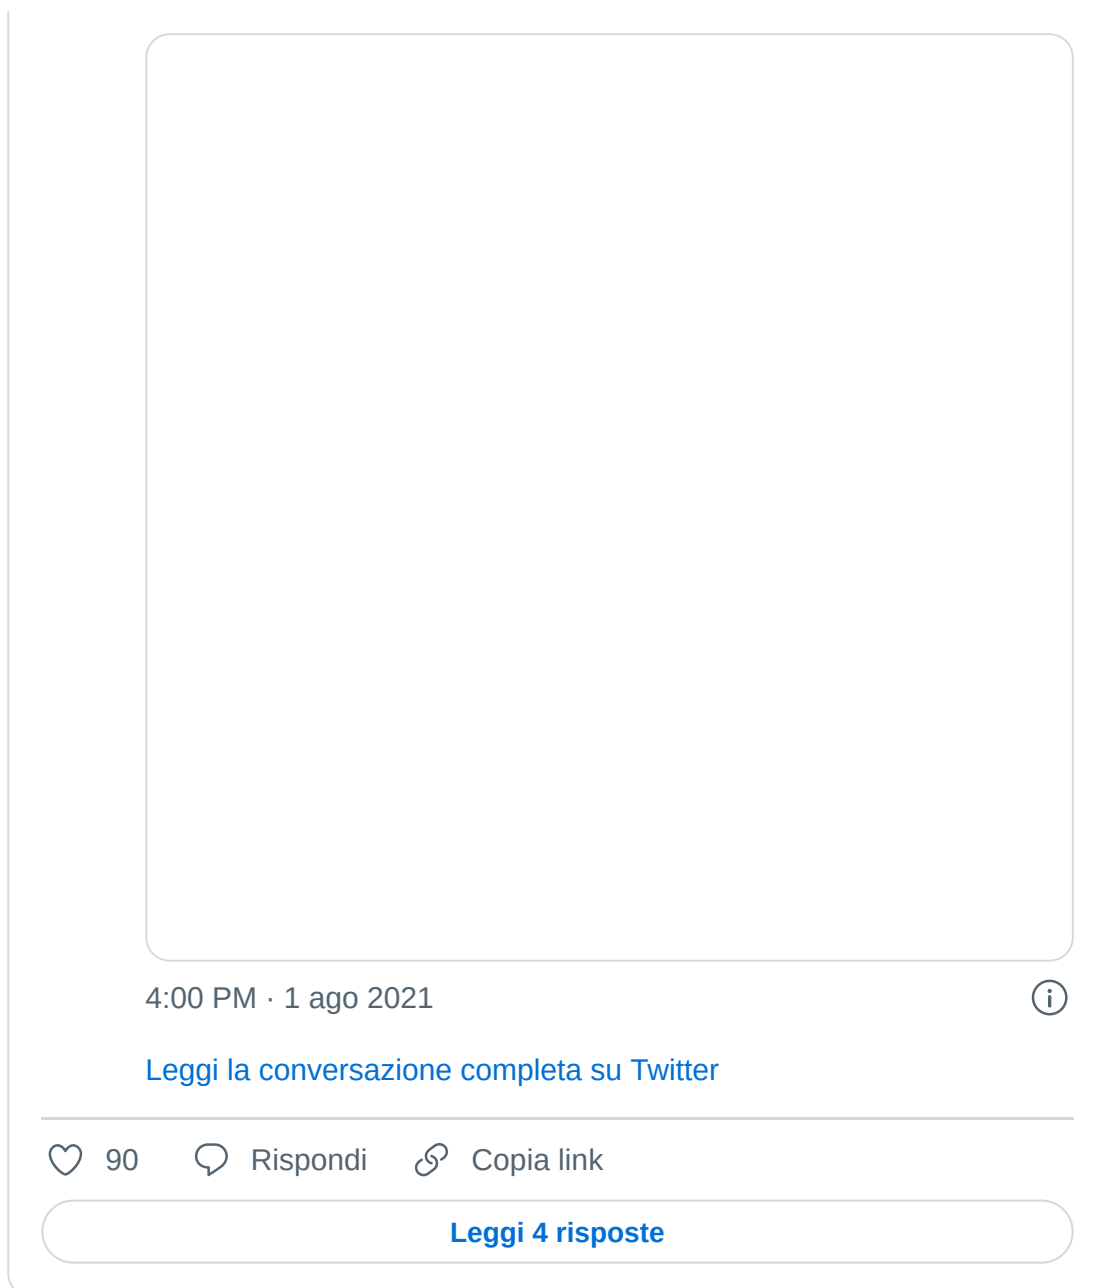 4:00 PM · 1 ago 2021
Leggi la conversazione completa su Twitter
90 Rispondi Copia link
Leggi 4 risposte